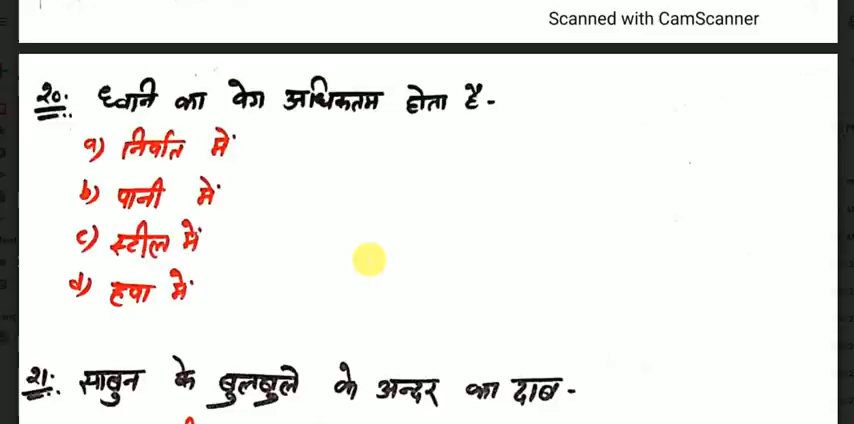 Scanned with CamScanner
20. ध्वनि का वेग अधिकतम होता है -
a) निर्वात में
b) पानी में
c) स्टील में
d) हवा में
21. साबुन के बुलबुले के अन्दर का दाब -